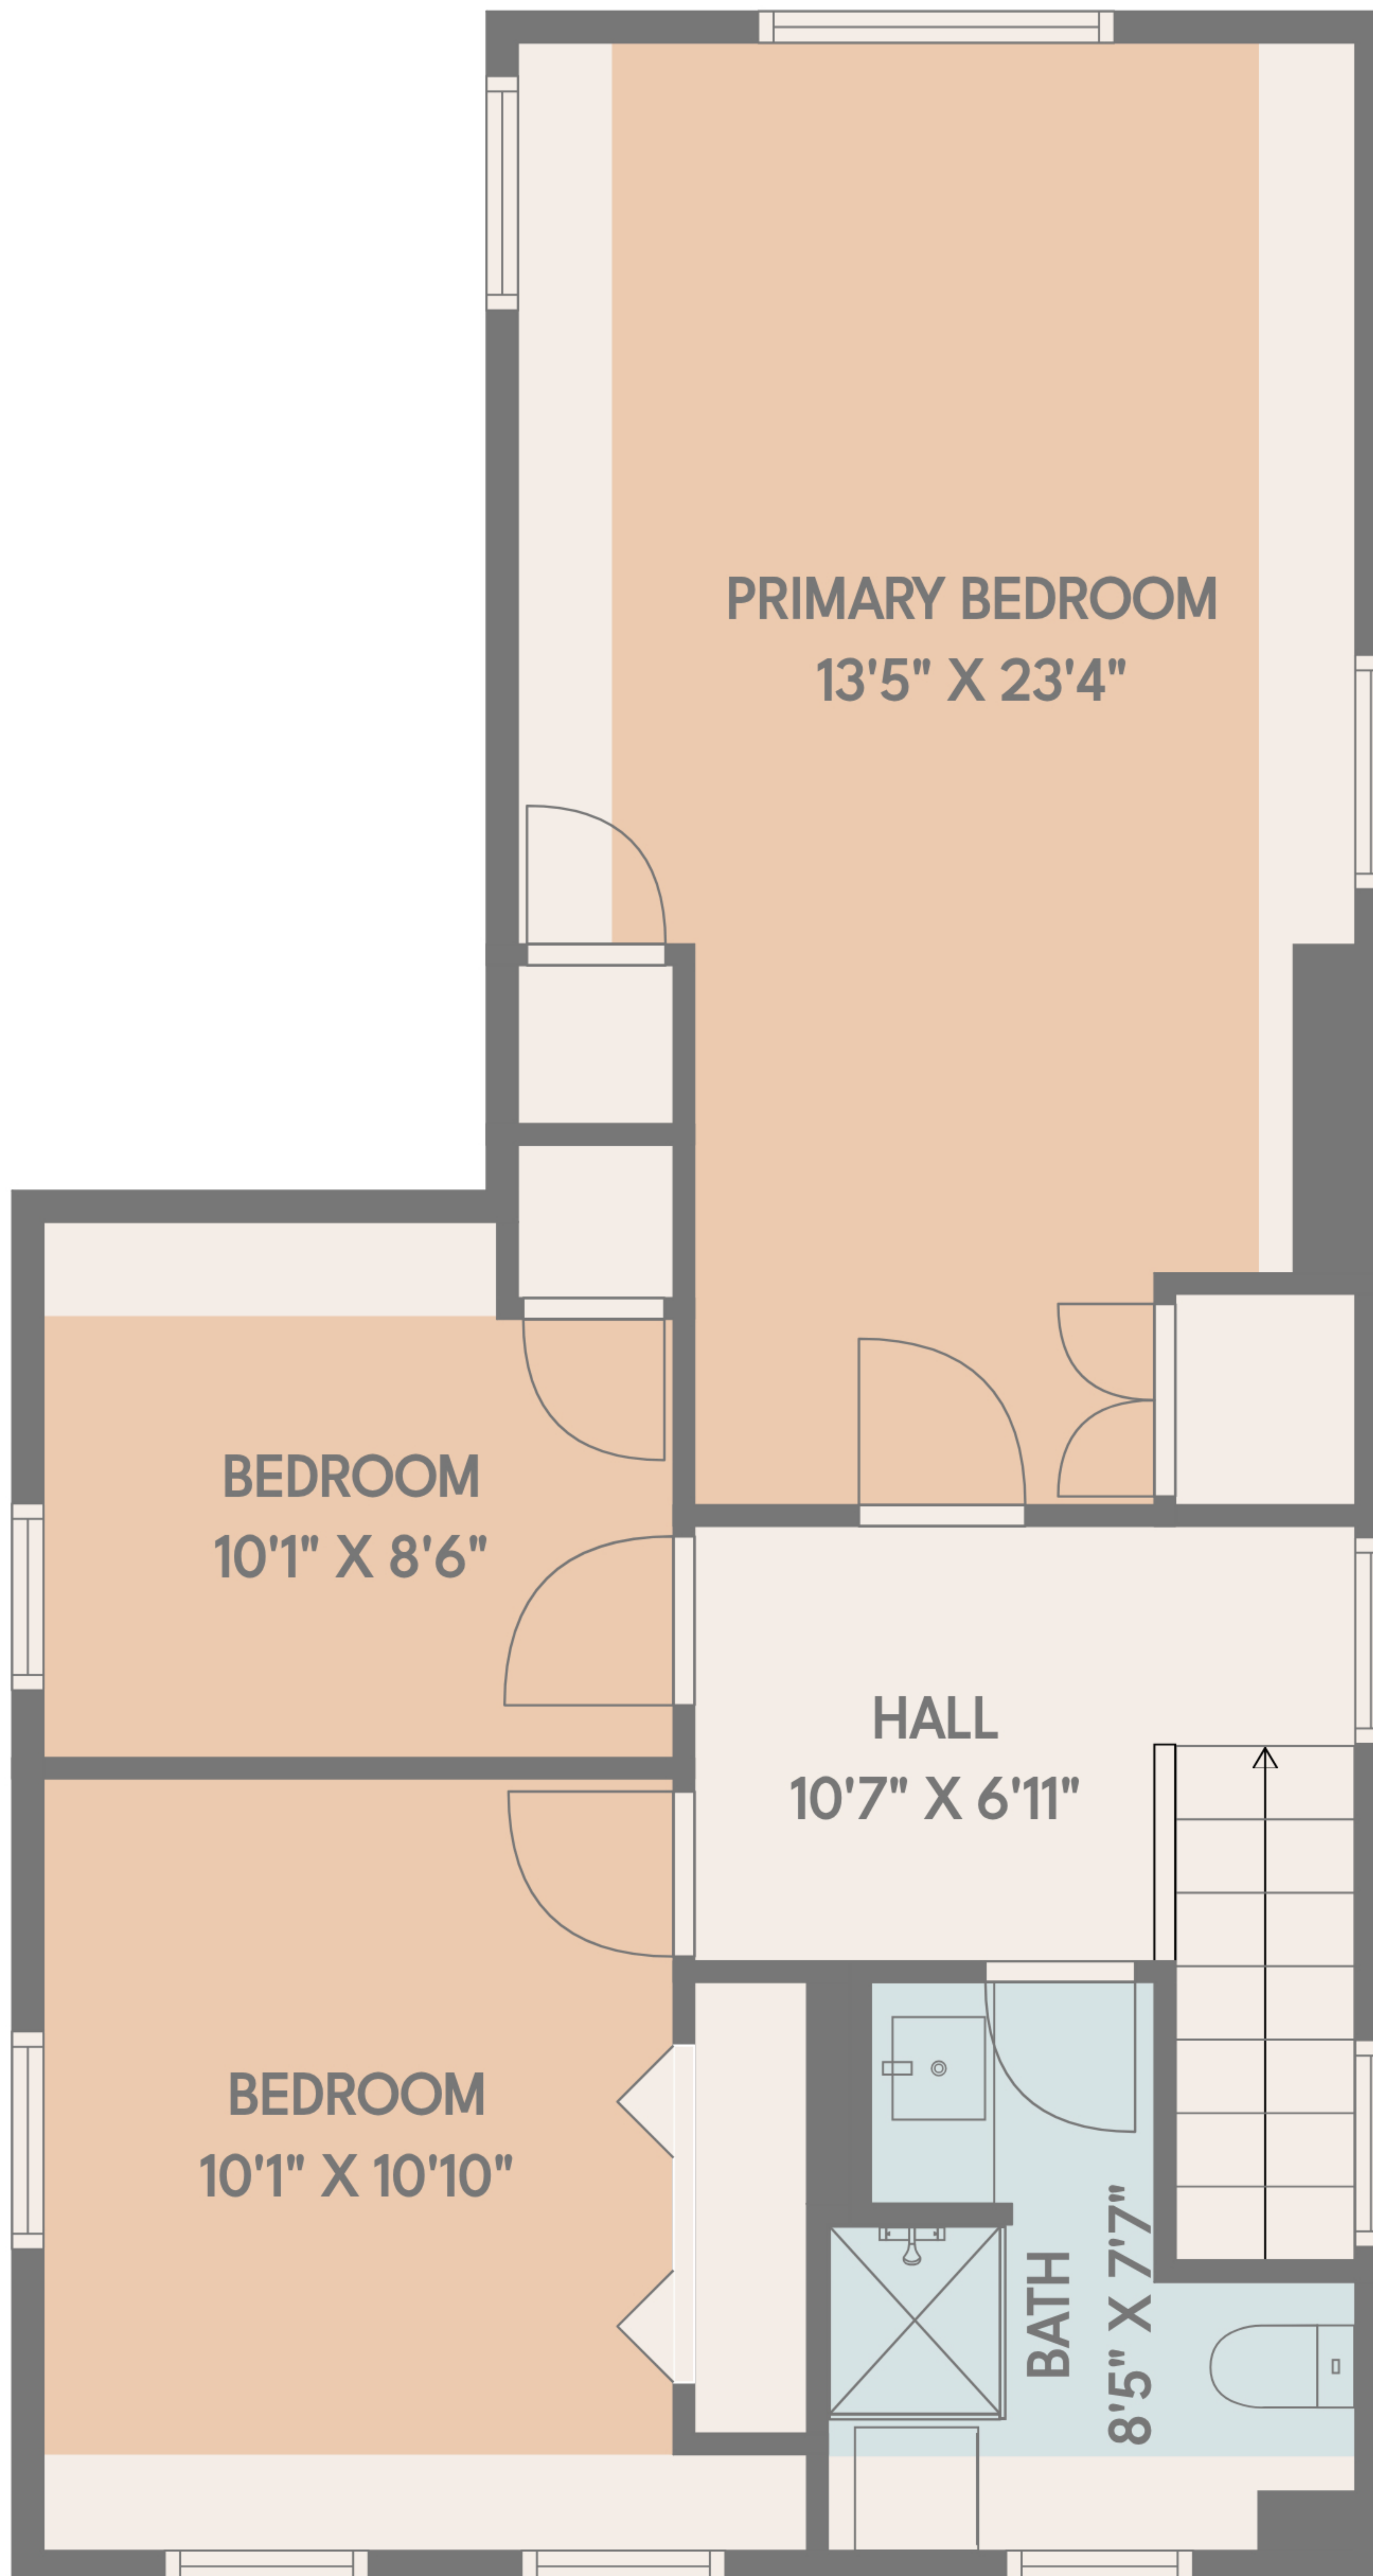 PRIMARY BEDROOM
13'5" X 23'4"
BEDROOM
10'1" X 8'6"
HALL
10'7" X 6'11"
BEDROOM
10'1" X 10'10"
BATH
8'5" X 7'7"